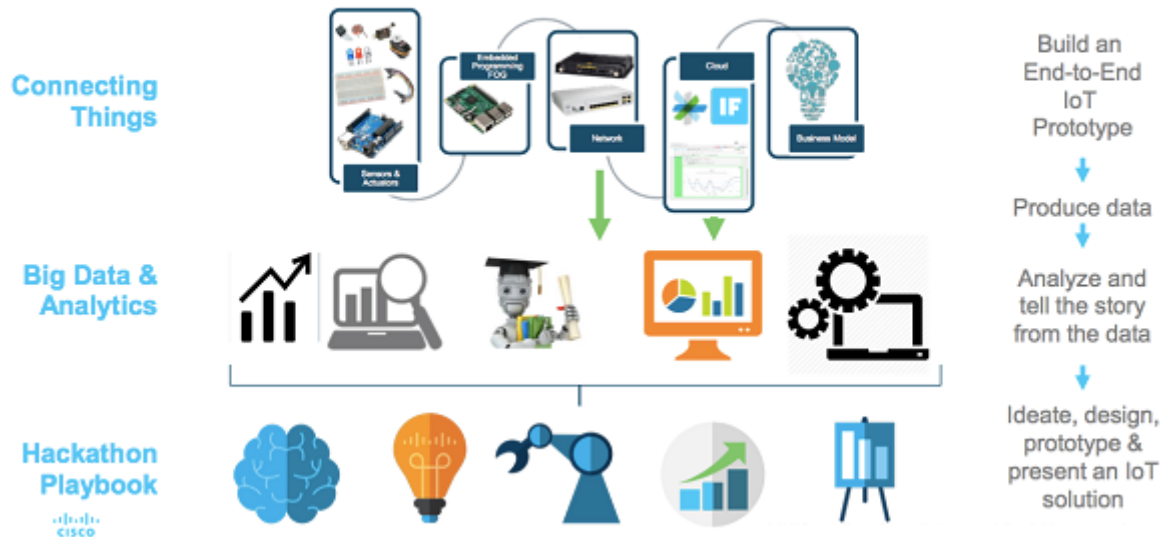 Connecting
Things
Sensors &
Actuators
Embedded
Programming
FOG
Network
Cloud
IF
Business Model
Build an
End-to-End
IoT
Prototype
Produce data
Big Data &
Analytics
Analyze and
tell the story
from the data
Hackathon
Playbook
Ideate, design,
prototype &
present an IoT
solution
CISCO